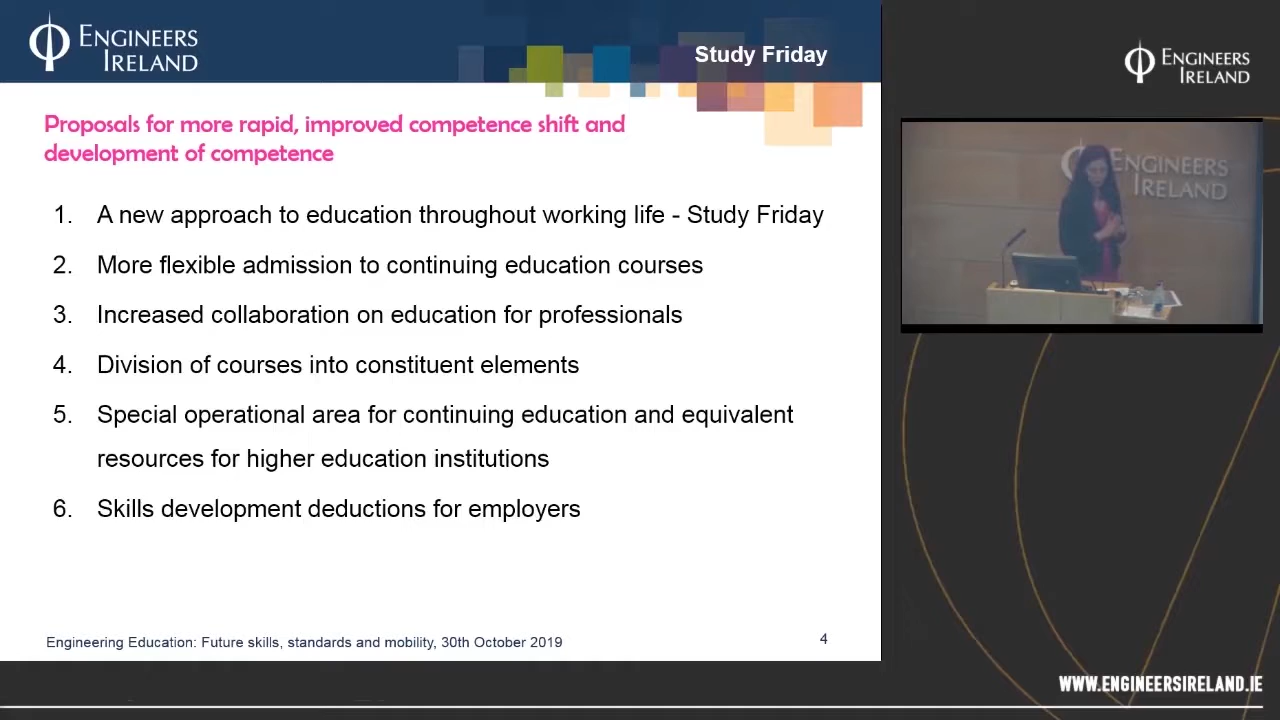 ENGINEERS
IRELAND
Study Friday
Proposals for more rapid, improved competence shift and
development of competence
1. A new approach to education throughout working life - Study Friday
2. More flexible admission to continuing education courses
3. Increased collaboration on education for professionals
4. Division of courses into constituent elements
5. Special operational area for continuing education and equivalent
resources for higher education institutions
6. Skills development deductions for employers
Engineering Education: Future skills, standards and mobility, 30th October 2019
4
ENGINEERS
IRELAND
ENGINEERS
IRELAND
WWW.ENGINEERSIRELAND.IE